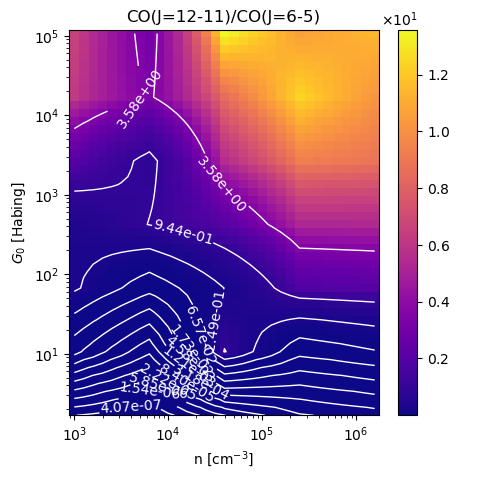 CO(J=12-11)/CO(J=6-5)
×10¹
10⁵
10⁴
10³
10²
10¹
G₀ [Habing]
3.58e+00
3.58e+00
9.44e-01
2.49e-01
6.57e-0
4.07e-07
10³
10⁴
10⁵
10⁶
n [cm⁻³]
1.2
1.0
0.8
0.6
0.4
0.2